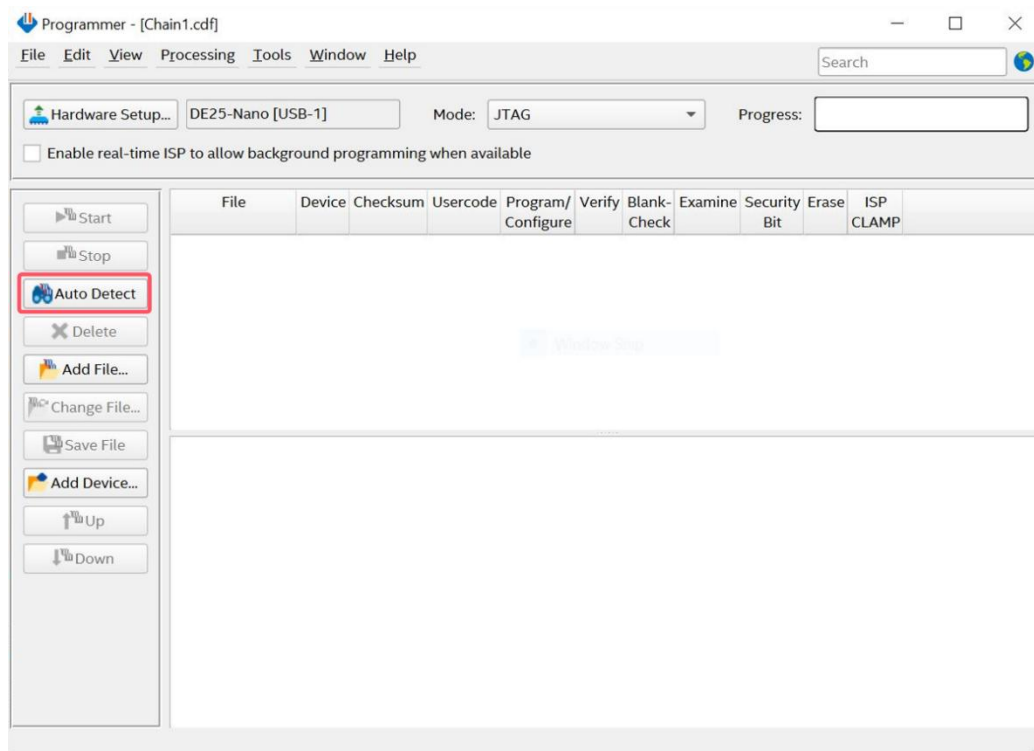 Programmer - [Chain1.cdf]
File Edit View Processing Tools Window Help
Search
Hardware Setup... DE25-Nano [USB-1] Mode: JTAG Progress:
Enable real-time ISP to allow background programming when available
File Device Checksum Usercode Program/ Verify Blank- Examine Security Erase ISP
Configure Check Bit CLAMP
Start
Stop
Auto Detect
Delete
Window Snip
Add File...
Change File...
Save File
Add Device...
Up
Down